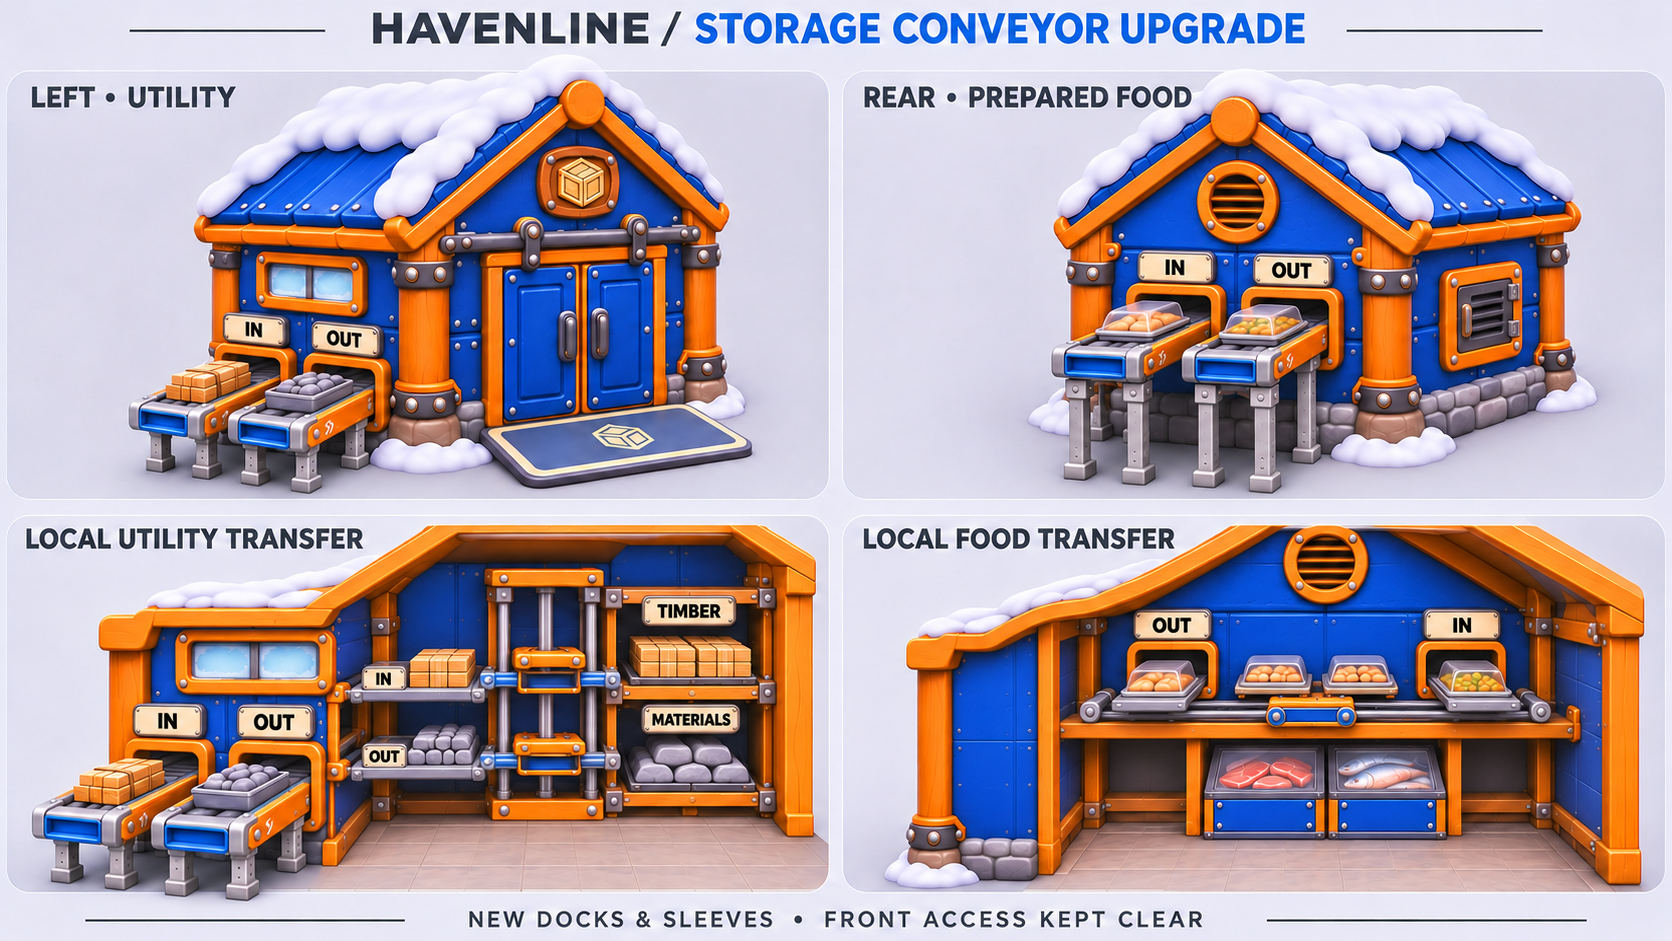 HAVENLINE / STORAGE CONVEYOR UPGRADE
LEFT • UTILITY
IN
OUT
REAR • PREPARED FOOD
IN
OUT
LOCAL UTILITY TRANSFER
IN
OUT
IN
OUT
TIMBER
MATERIALS
LOCAL FOOD TRANSFER
OUT
IN
NEW DOCKS & SLEEVES • FRONT ACCESS KEPT CLEAR